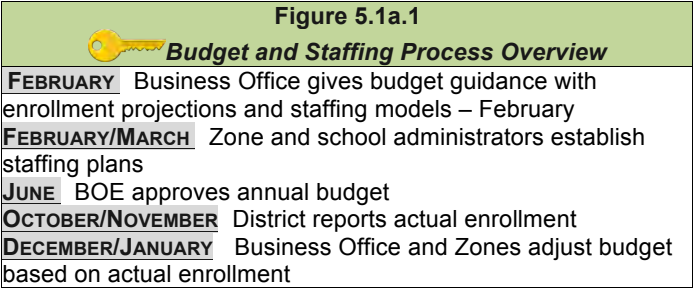 Figure 5.1a.1
Budget and Staffing Process Overview
FEBRUARY Business Office gives budget guidance with
enrollment projections and staffing models – February
FEBRUARY/MARCH Zone and school administrators establish
staffing plans
JUNE BOE approves annual budget
OCTOBER/NOVEMBER District reports actual enrollment
DECEMBER/JANUARY Business Office and Zones adjust budget
based on actual enrollment